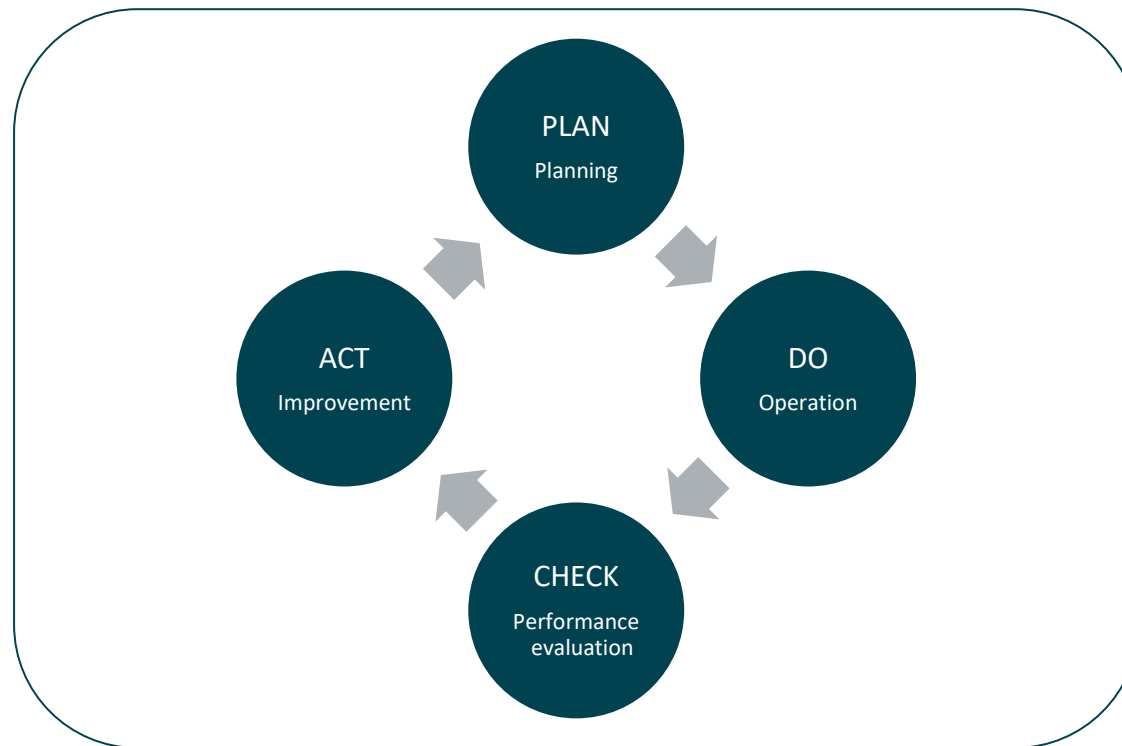 PLAN
Planning
DO
Operation
CHECK
Performance
evaluation
ACT
Improvement